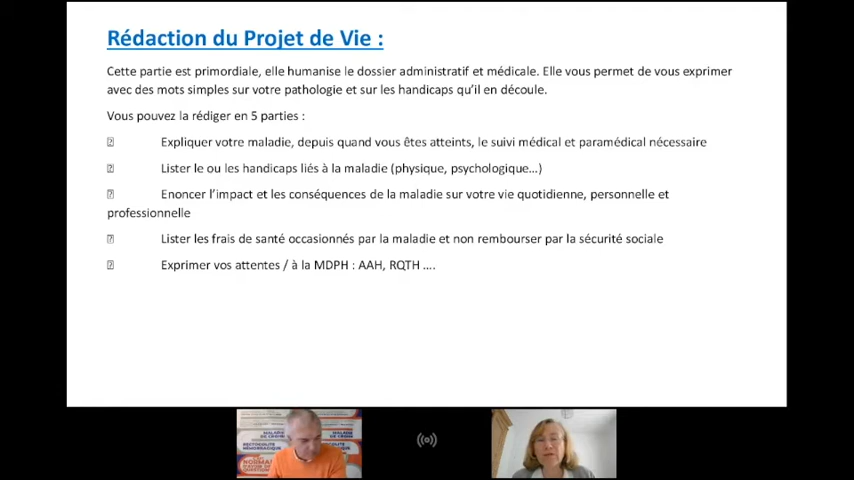 Rédaction du Projet de Vie :
Cette partie est primordiale, elle humanise le dossier administratif et médicale. Elle vous permet de vous exprimer
avec des mots simples sur votre pathologie et sur les handicaps qu'il en découle.
Vous pouvez la rédiger en 5 parties :
Expliquer votre maladie, depuis quand vous êtes atteints, le suivi médical et paramédical nécessaire
Lister le ou les handicaps liés à la maladie (physique, psychologique...)
Enoncer l'impact et les conséquences de la maladie sur votre vie quotidienne, personnelle et
professionnelle
Lister les frais de santé occasionnés par la maladie et non rembourser par la sécurité sociale
Exprimer vos attentes / à la MDPH : AAH, RQTH ....
MALADIE
DE CROHN